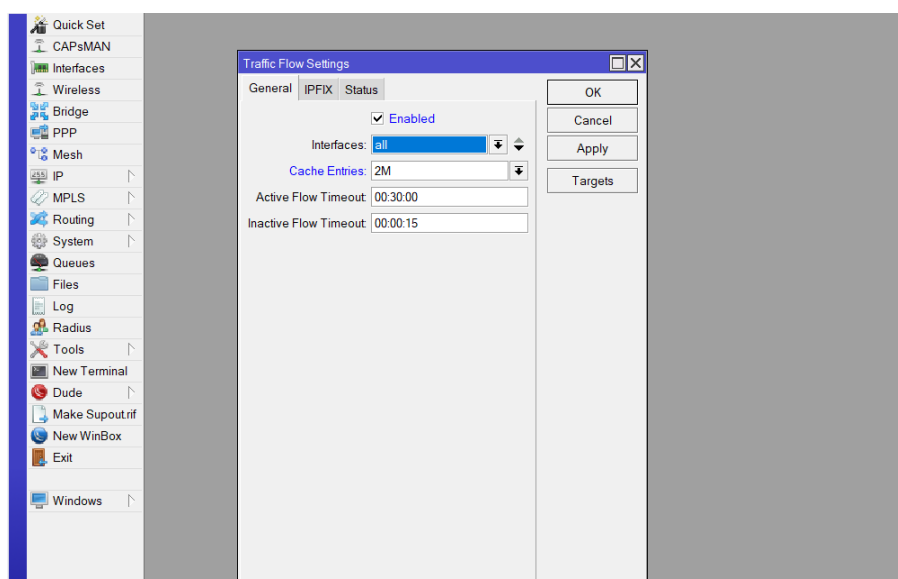 Quick Set
CAPsMAN
Interfaces
Wireless
Bridge
PPP
Mesh
IP
MPLS
Routing
System
Queues
Files
Log
Radius
Tools
New Terminal
Dude
Make Supout.rif
New WinBox
Exit
Windows
Traffic Flow Settings
General IPFIX Status
Enabled
Interfaces: all
Cache Entries: 2M
Active Flow Timeout: 00:30:00
Inactive Flow Timeout: 00:00:15
OK
Cancel
Apply
Targets